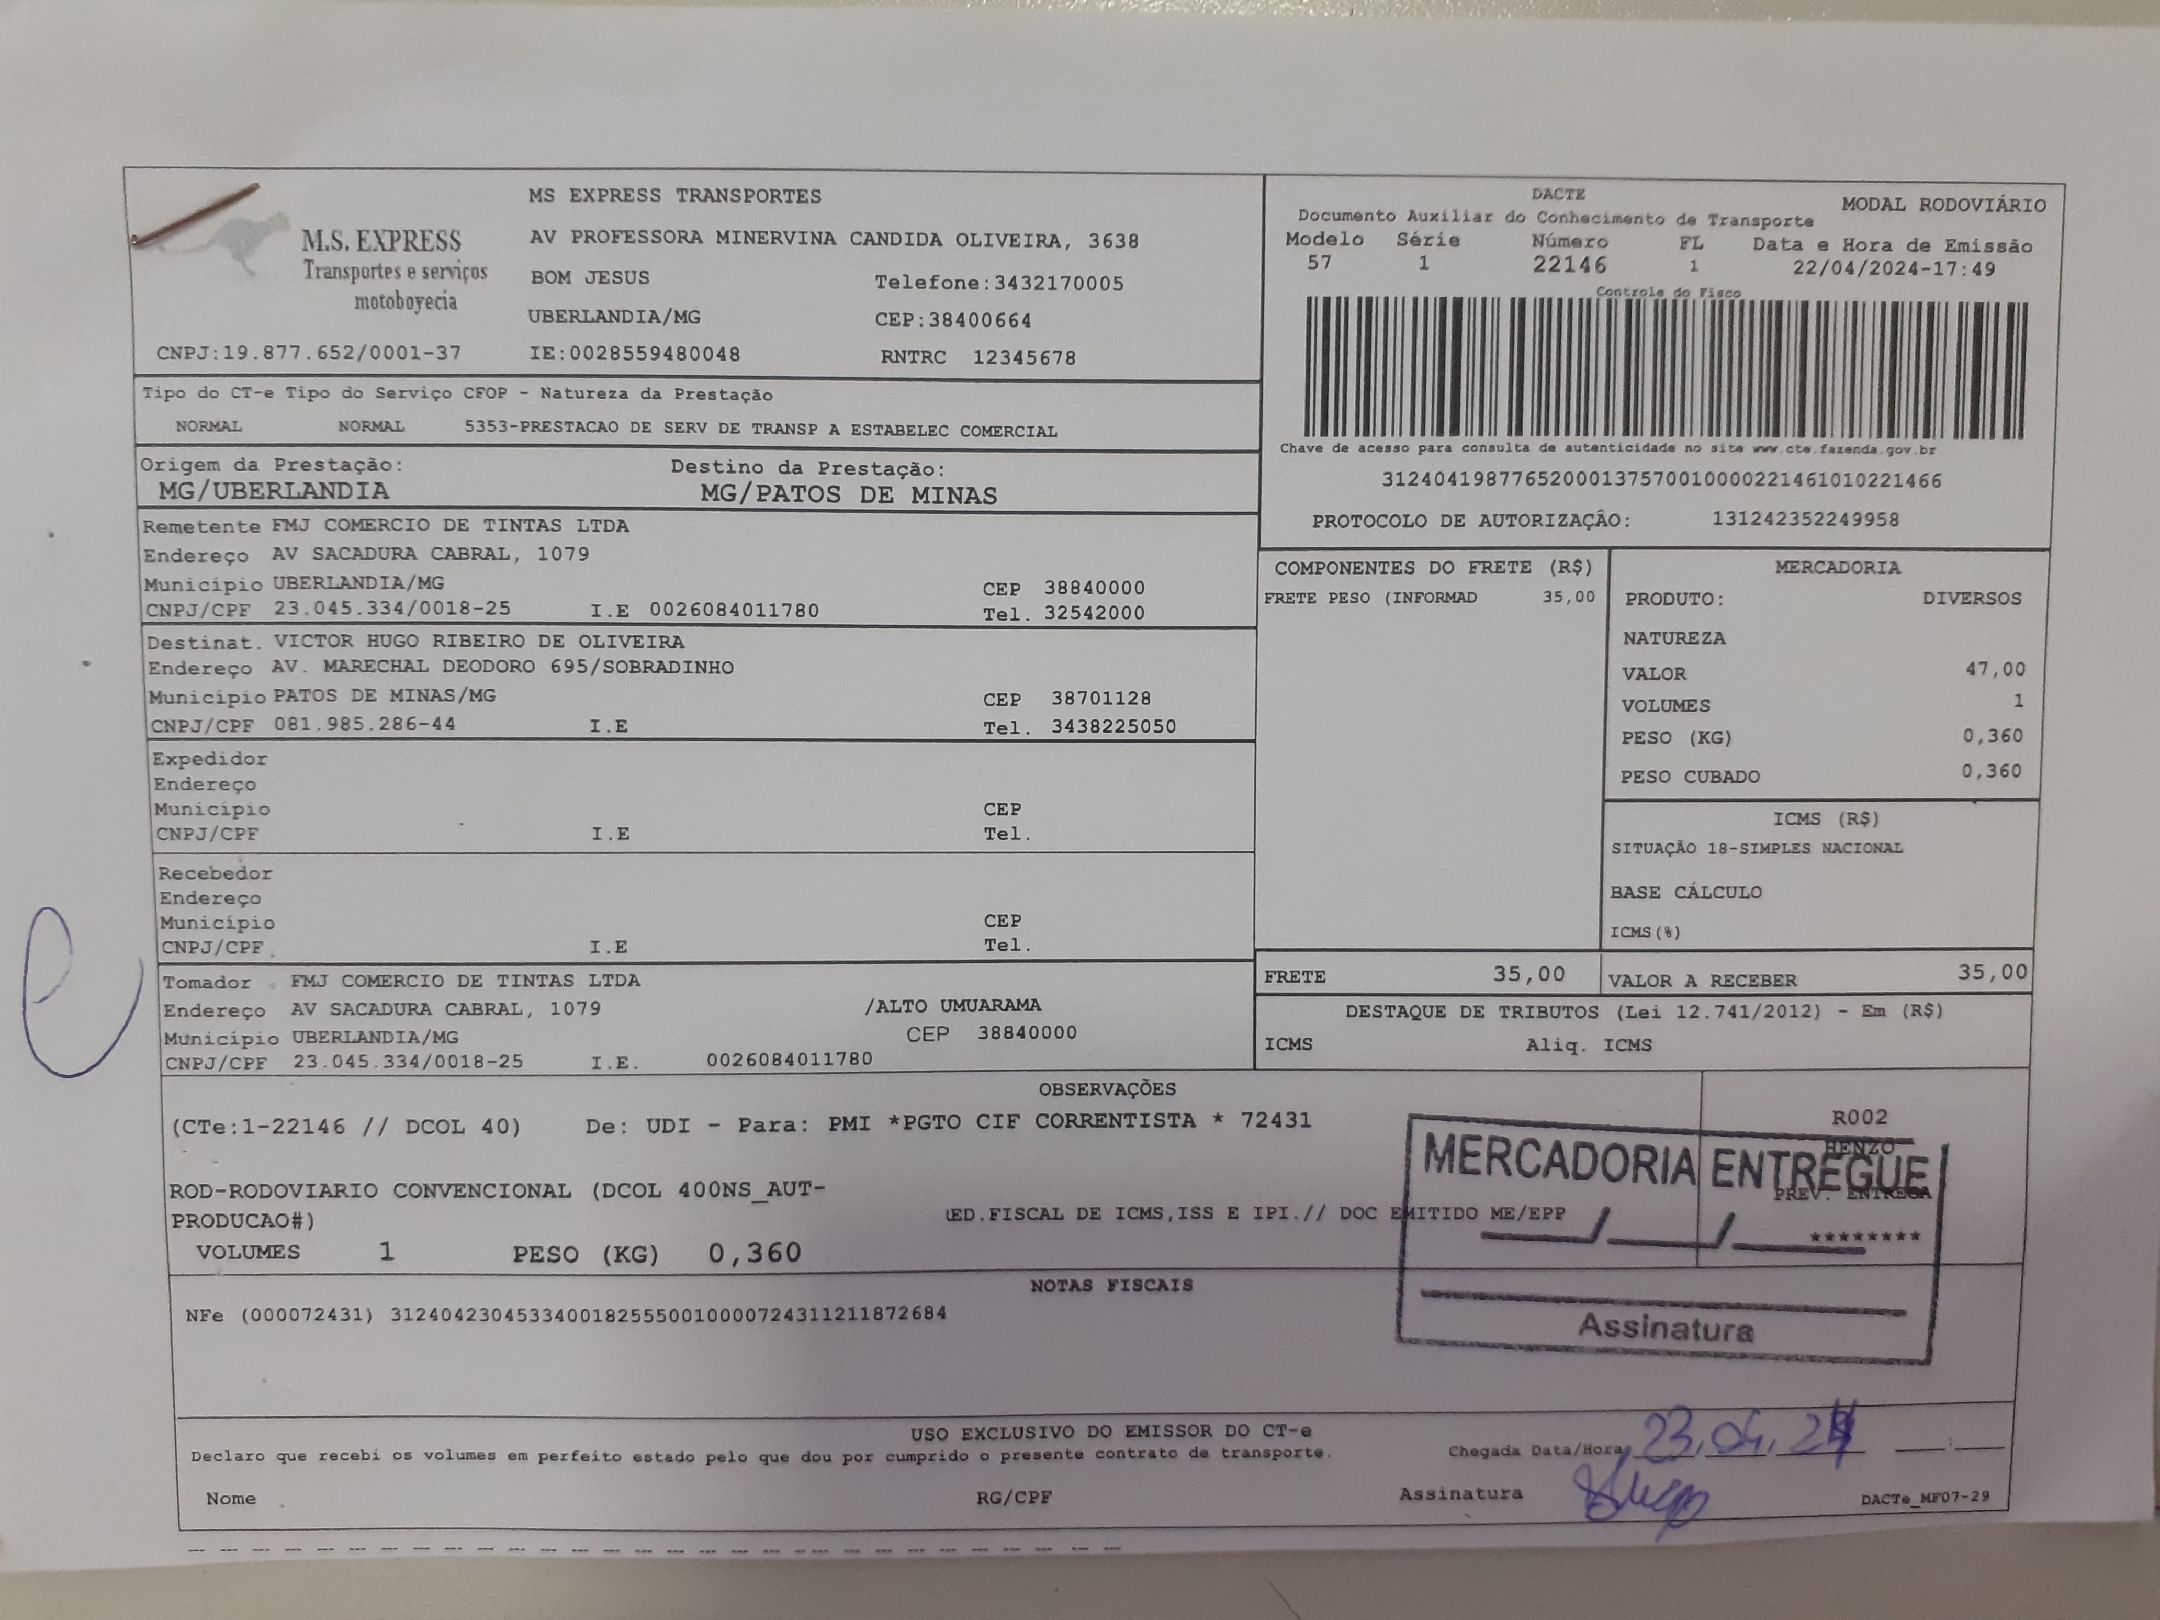 M.S. EXPRESS
Transportes e serviços
motoboyecia
MS EXPRESS TRANSPORTES
AV PROFESSORA MINERVINA CANDIDA OLIVEIRA, 3638
BOM JESUS Telefone:3432170005
UBERLANDIA/MG CEP:38400664
CNPJ:19.877.652/0001-37 IE:0028559480048 RNTRC 12345678
DACTE MODAL RODOVIÁRIO
Documento Auxiliar do Conhecimento de Transporte
Modelo Série Número FL Data e Hora de Emissão
57 1 22146 1 22/04/2024-17:49
Controle do Fisco
Chave de acesso para consulta de autenticidade no site www.cte.fazenda.gov.br
31240419877652000137570010000221461010221466
PROTOCOLO DE AUTORIZAÇÃO: 131242352249958
Tipo do CT-e Tipo do Serviço CFOP - Natureza da Prestação
NORMAL NORMAL 5353-PRESTACAO DE SERV DE TRANSP A ESTABELEC COMERCIAL
Origem da Prestação: Destino da Prestação:
MG/UBERLANDIA MG/PATOS DE MINAS
Remetente FMJ COMERCIO DE TINTAS LTDA
Endereço AV SACADURA CABRAL, 1079
Município UBERLANDIA/MG CEP 38840000
CNPJ/CPF 23.045.334/0018-25 I.E 0026084011780 Tel. 32542000
Destinat. VICTOR HUGO RIBEIRO DE OLIVEIRA
Endereço AV. MARECHAL DEODORO 695/SOBRADINHO
Município PATOS DE MINAS/MG CEP 38701128
CNPJ/CPF 081.985.286-44 I.E Tel. 3438225050
Expedidor
Endereço
Município CEP
CNPJ/CPF I.E Tel.
Recebedor
Endereço
Município CEP
CNPJ/CPF I.E Tel.
Tomador FMJ COMERCIO DE TINTAS LTDA
Endereço AV SACADURA CABRAL, 1079 /ALTO UMUARAMA
Município UBERLANDIA/MG CEP 38840000
CNPJ/CPF 23.045.334/0018-25 I.E. 0026084011780
COMPONENTES DO FRETE (R$)
FRETE PESO (INFORMAD 35,00
MERCADORIA
PRODUTO: DIVERSOS
NATUREZA
VALOR 47,00
VOLUMES 1
PESO (KG) 0,360
PESO CUBADO 0,360
ICMS (R$)
SITUAÇÃO 18-SIMPLES NACIONAL
BASE CÁLCULO
ICMS(%)
FRETE 35,00 VALOR A RECEBER 35,00
DESTAQUE DE TRIBUTOS (Lei 12.741/2012) - Em (R$)
ICMS Aliq. ICMS
OBSERVAÇÕES
(CTe:1-22146 // DCOL 40) De: UDI - Para: PMI *PGTO CIF CORRENTISTA * 72431
R002
HENZO
PREV. ENTREGA
********
MERCADORIA ENTREGUE
Assinatura
ROD-RODOVIARIO CONVENCIONAL (DCOL 400NS_AUT-
PRODUCAO#)
ED.FISCAL DE ICMS,ISS E IPI.// DOC EMITIDO ME/EPP
VOLUMES 1 PESO (KG) 0,360
NOTAS FISCAIS
NFe (000072431) 31240423045334001825550010000724311211872684
USO EXCLUSIVO DO EMISSOR DO CT-e
Declaro que recebi os volumes em perfeito estado pelo que dou por cumprido o presente contrato de transporte. Chegada Data/Hora 23.04.24
Nome RG/CPF Assinatura DACTe_MF07-29